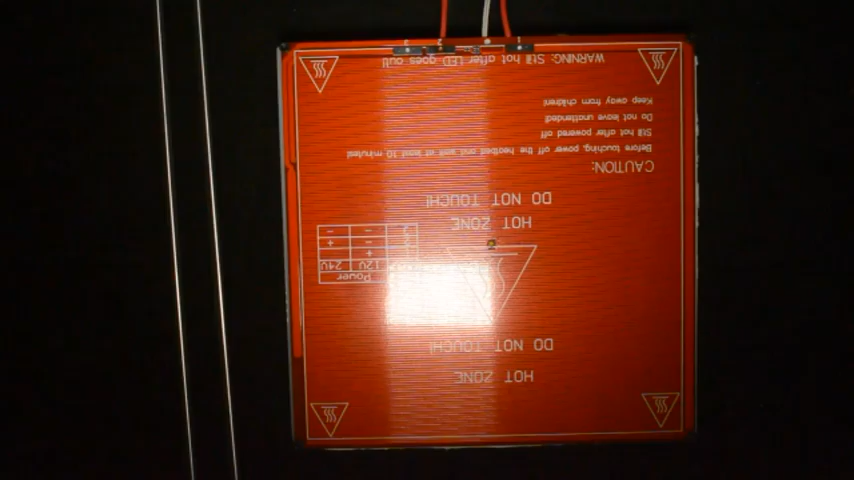 HOT ZONE
DO NOT TOUCH!
Power
12V 24V
+
- +
- -
HOT ZONE
DO NOT TOUCH!
CAUTION:
Before touching, power off the heatbed and wait at least 10 minutes!
Still hot after powered off
Do not leave unattended!
Keep away from children!
WARNING: Still hot after LED goes out!